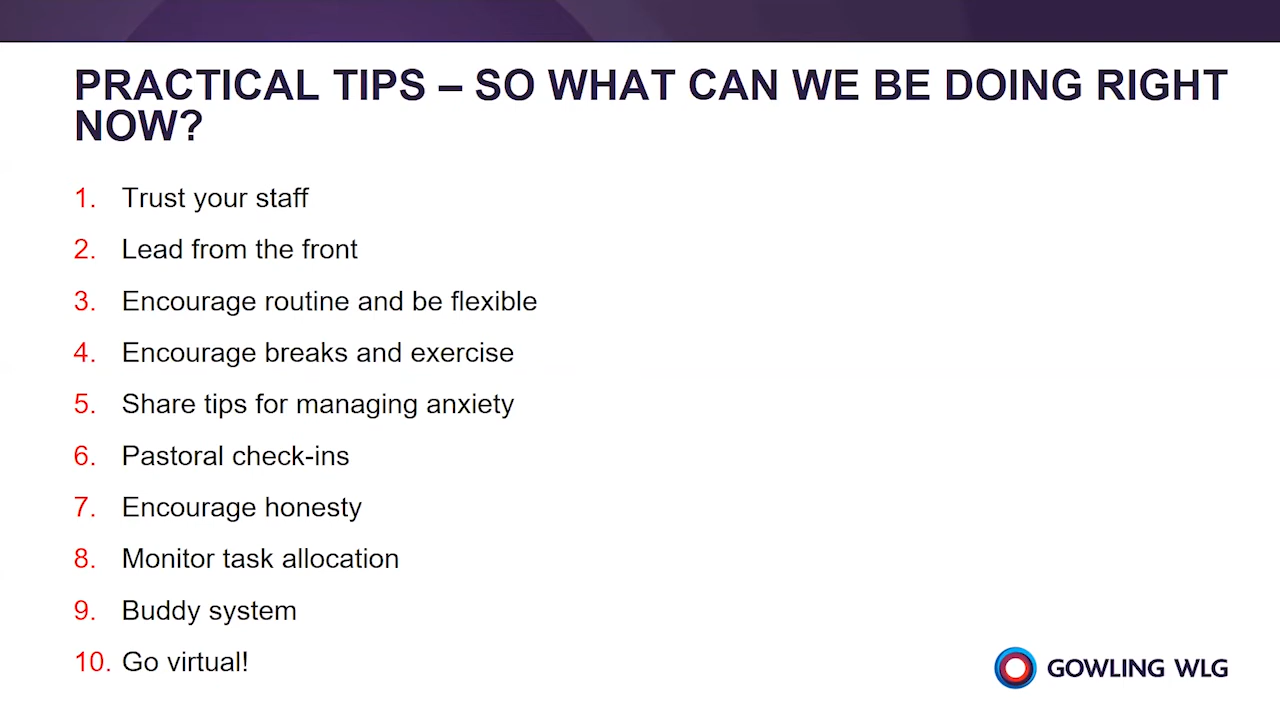 PRACTICAL TIPS – SO WHAT CAN WE BE DOING RIGHT
NOW?
1. Trust your staff
2. Lead from the front
3. Encourage routine and be flexible
4. Encourage breaks and exercise
5. Share tips for managing anxiety
6. Pastoral check-ins
7. Encourage honesty
8. Monitor task allocation
9. Buddy system
10. Go virtual!
GOWLING WLG